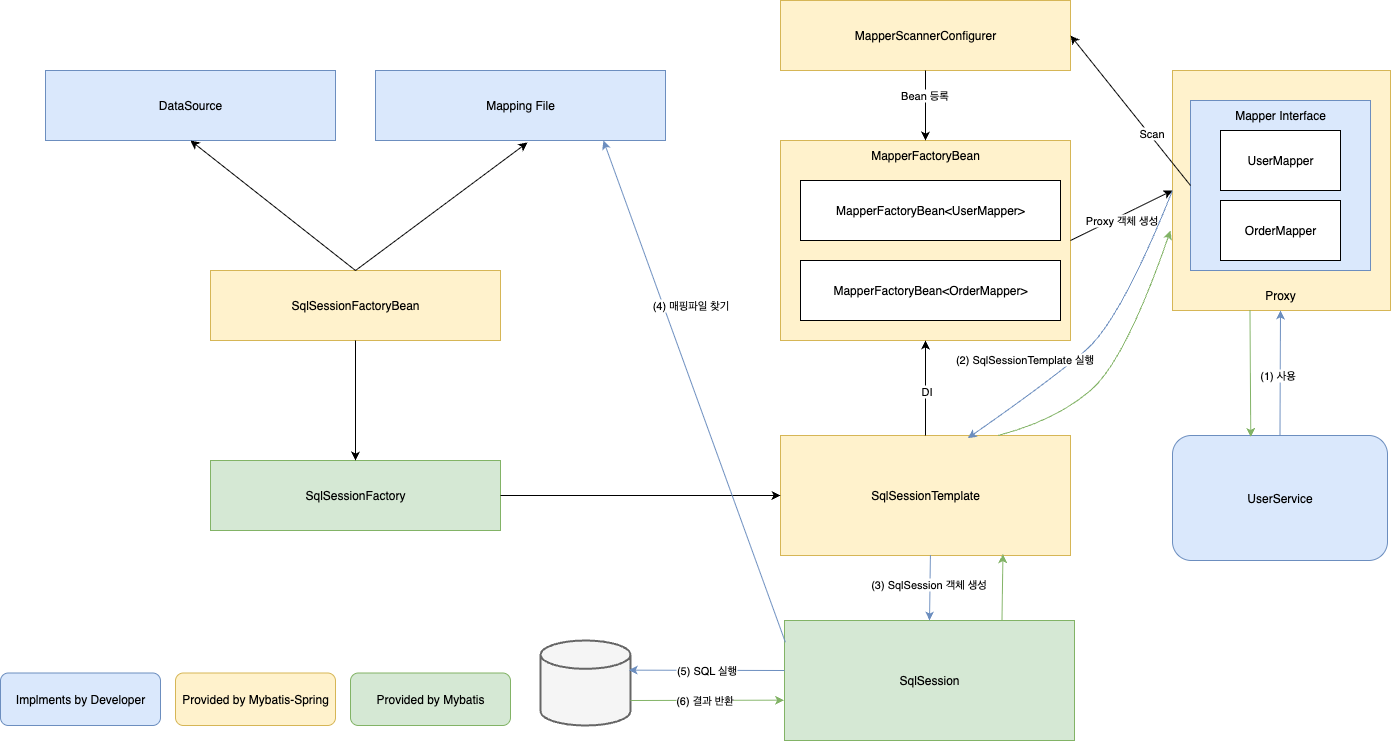 MapperScannerConfigurer
DataSource
Mapping File
Bean 등록
Scan
Mapper Interface
UserMapper
OrderMapper
Proxy
MapperFactoryBean
MapperFactoryBean<UserMapper>
MapperFactoryBean<OrderMapper>
Proxy 객체 생성
SqlSessionFactoryBean
(4) 매핑파일 찾기
(2) SqlSessionTemplate 실행
(1) 사용
DI
SqlSessionFactory
SqlSessionTemplate
UserService
(3) SqlSession 객체 생성
(5) SQL 실행
(6) 결과 반환
SqlSession
Implments by Developer
Provided by Mybatis-Spring
Provided by Mybatis